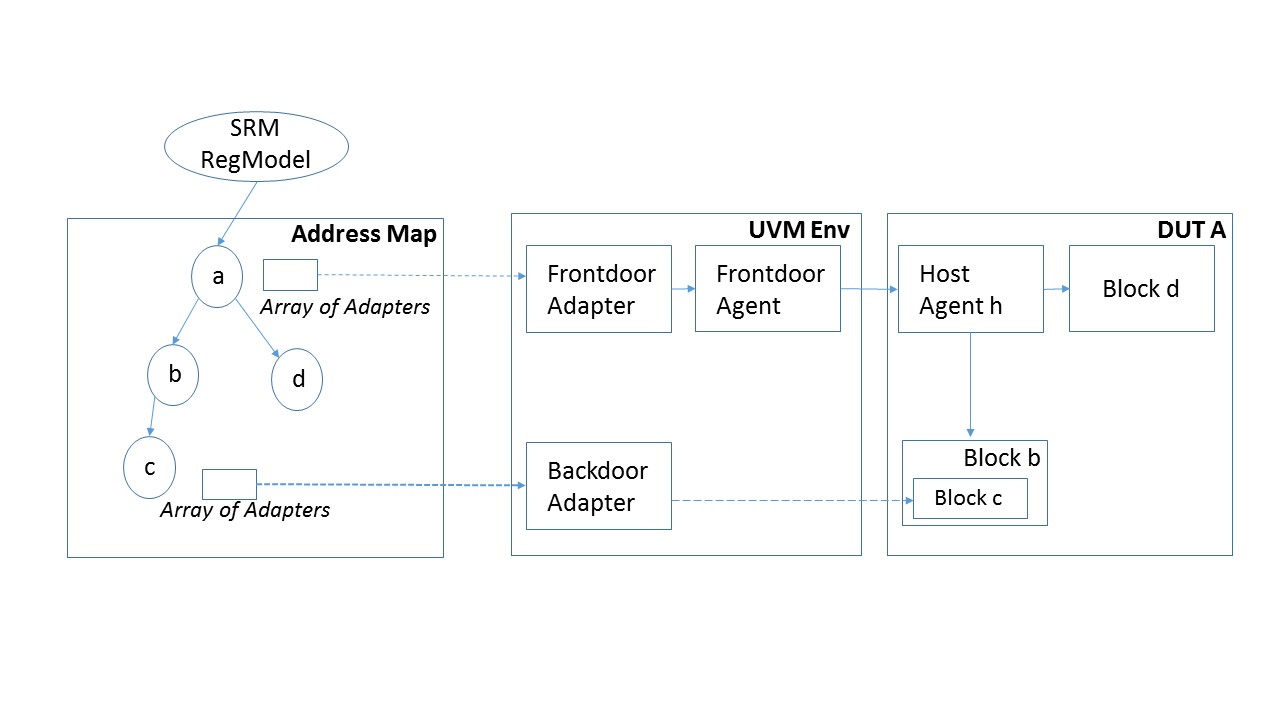 SRM
RegModel
Address Map
a
Array of Adapters
b
d
c
Array of Adapters
UVM Env
Frontdoor
Adapter
Frontdoor
Agent
Backdoor
Adapter
DUT A
Host
Agent h
Block d
Block b
Block c